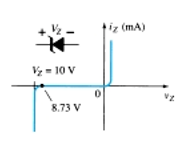 + V_Z −
i_Z (mA)
V_Z = 10 V
0
v_Z
8.73 V